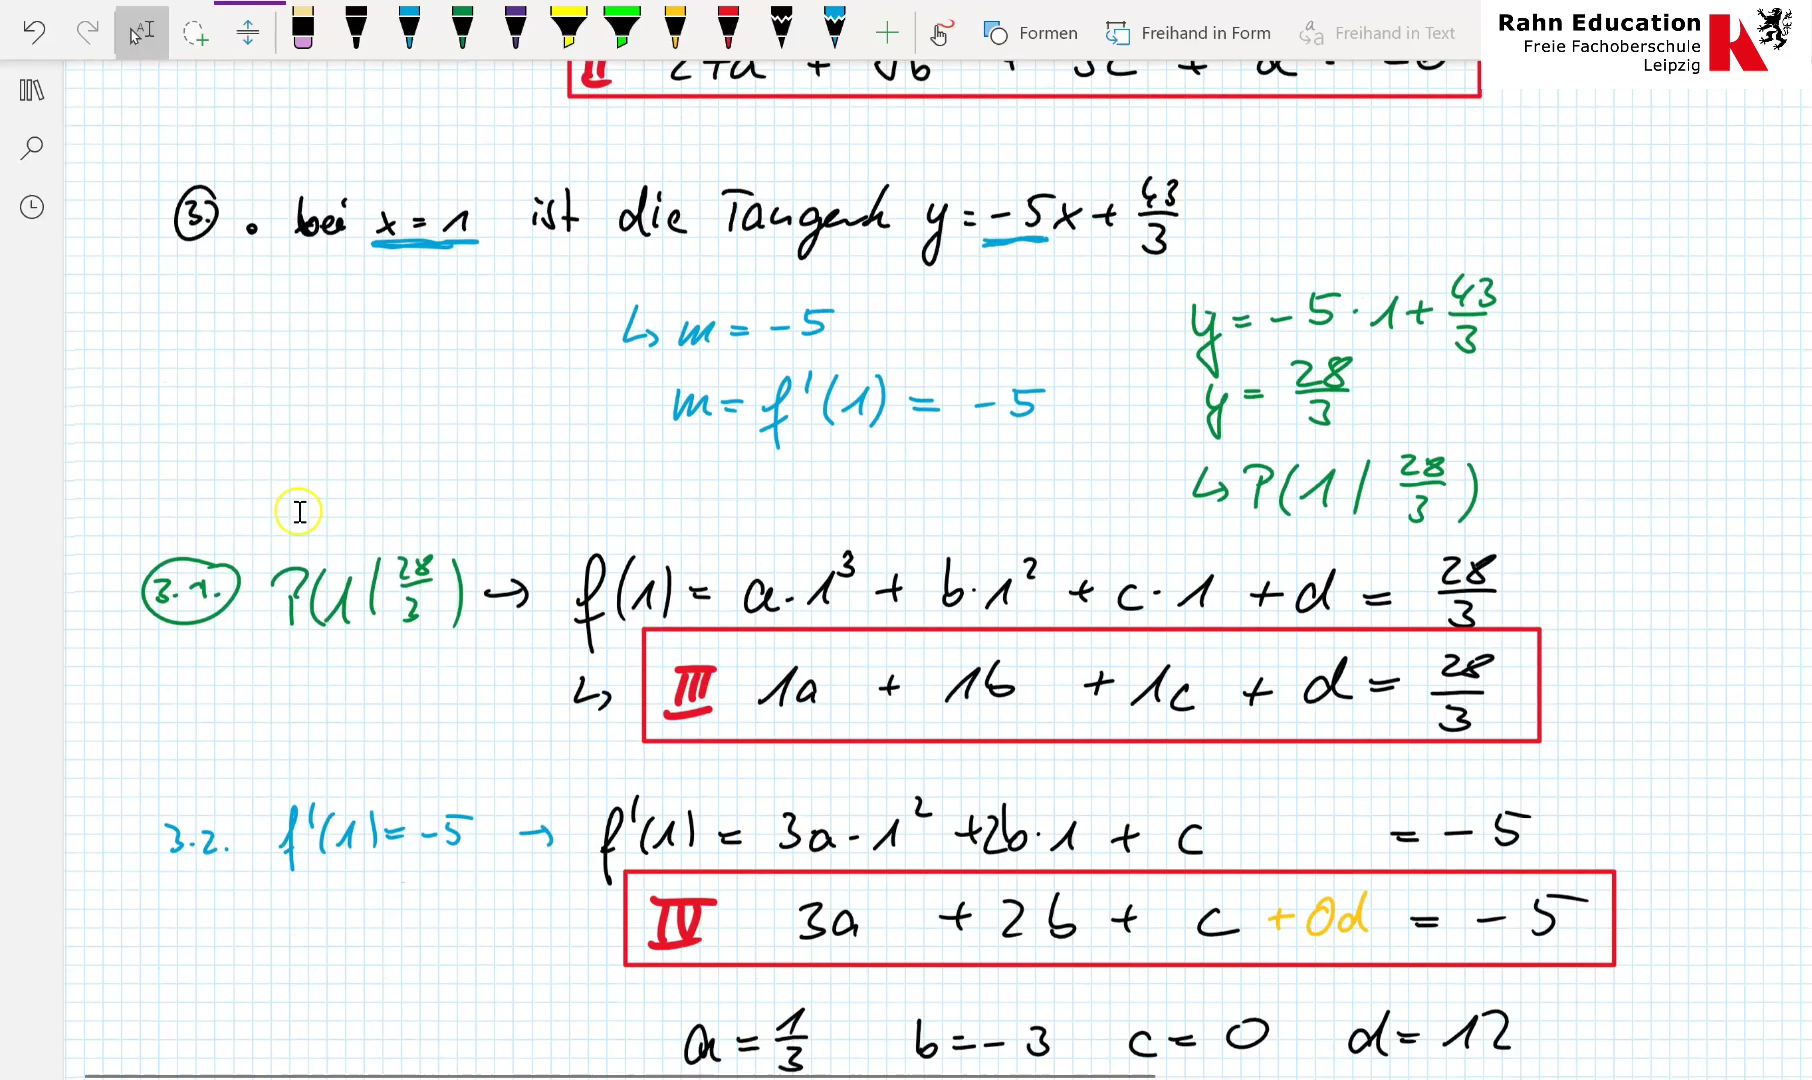 Formen
Freihand in Form
Freihand in Text
Rahn Education
Freie Fachoberschule
Leipzig
II
③. • bei x = 1 ist die Tangente y = -5x + 43/3
↳ m = -5
m = f'(1) = -5
y = -5 · 1 + 43/3
y = 28/3
↳ P(1 | 28/3)
3.1. P(1 | 28/3) → f(1) = a · 1³ + b · 1² + c · 1 + d = 28/3
↳ III 1a + 1b + 1c + d = 28/3
3.2. f'(1) = -5 → f'(1) = 3a · 1² + 2b · 1 + c = -5
IV 3a + 2b + c + 0d = -5
a = 1/3 b = -3 c = 0 d = 12